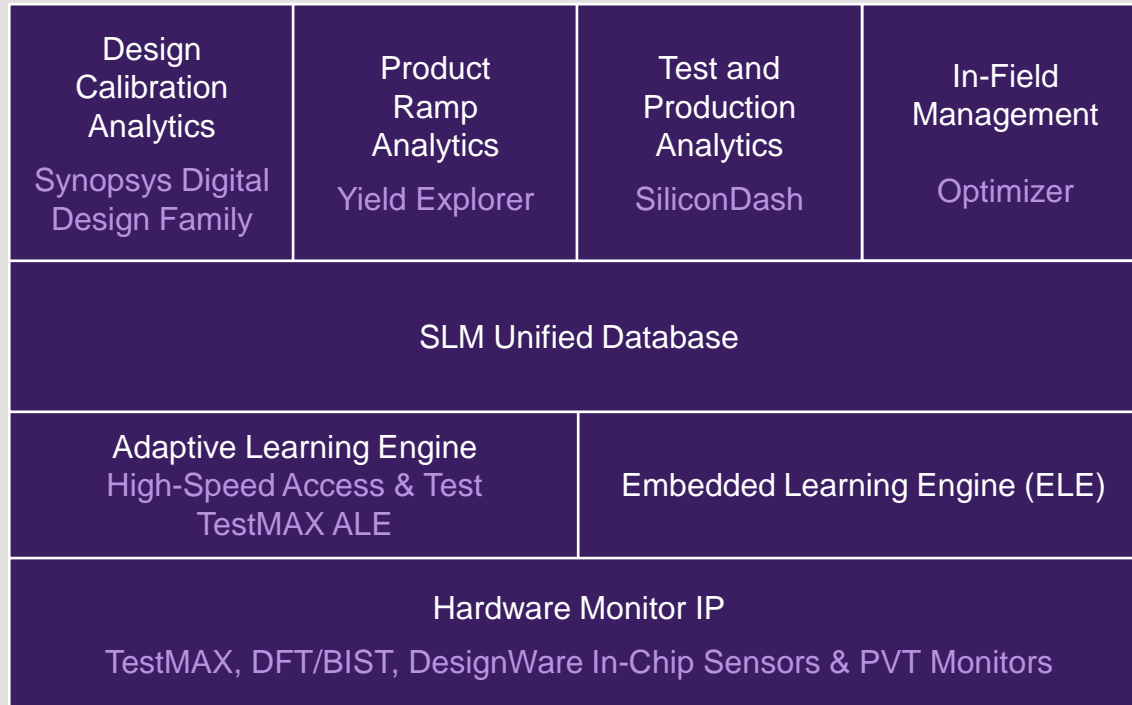 Design
Calibration
Analytics
Synopsys Digital
Design Family
Product
Ramp
Analytics
Yield Explorer
Test and
Production
Analytics
SiliconDash
In-Field
Management
Optimizer
SLM Unified Database
Adaptive Learning Engine
High-Speed Access & Test
TestMAX ALE
Embedded Learning Engine (ELE)
Hardware Monitor IP
TestMAX, DFT/BIST, DesignWare In-Chip Sensors & PVT Monitors